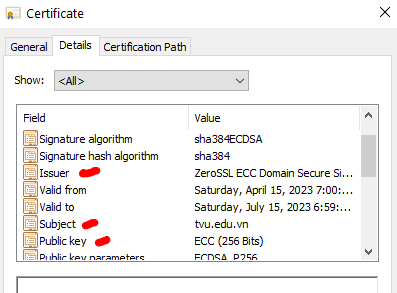 Certificate
General Details Certification Path
Show: <All>
Field Value
Signature algorithm sha384ECDSA
Signature hash algorithm sha384
Issuer ZeroSSL ECC Domain Secure Si...
Valid from Saturday, April 15, 2023 7:00:...
Valid to Saturday, July 15, 2023 6:59:...
Subject tvu.edu.vn
Public key ECC (256 Bits)
Public key parameters ECDSA_P256